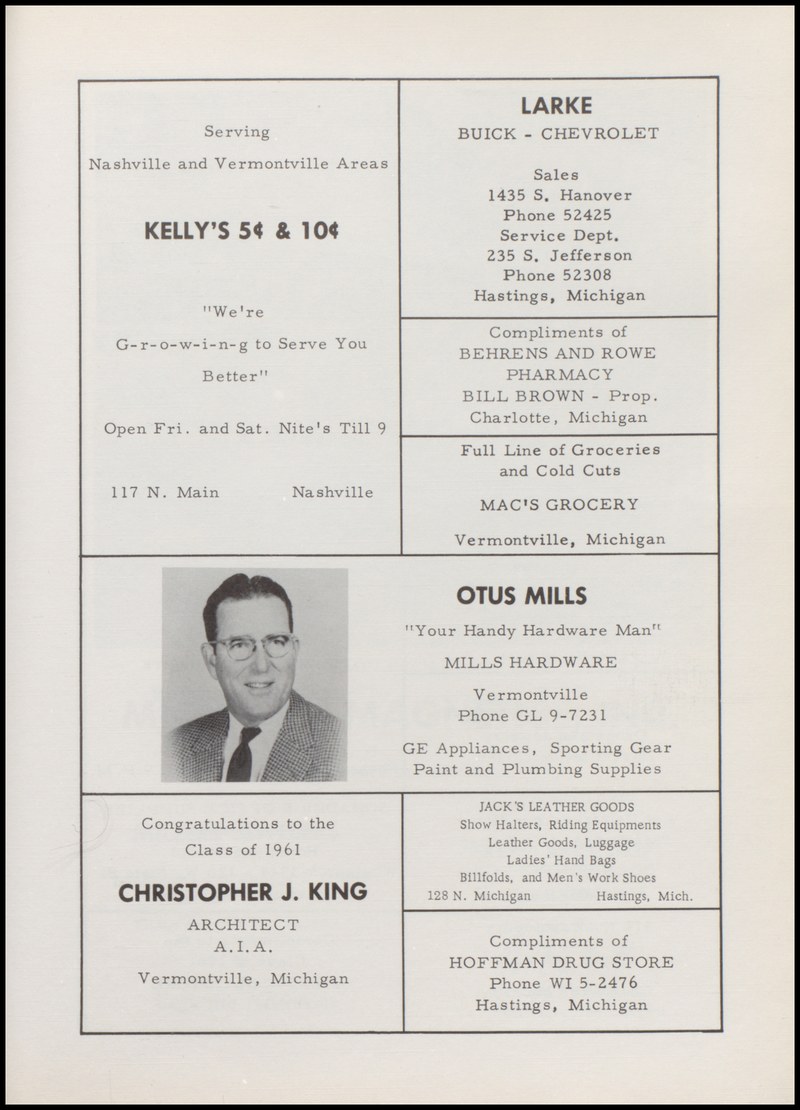 Serving
Nashville and Vermontville Areas
KELLY'S 5¢ & 10¢
"We're
G-r-o-w-i-n-g to Serve You
Better"
Open Fri. and Sat. Nite's Till 9
117 N. Main Nashville
LARKE
BUICK - CHEVROLET
Sales
1435 S. Hanover
Phone 52425
Service Dept.
235 S. Jefferson
Phone 52308
Hastings, Michigan
Compliments of
BEHRENS AND ROWE
PHARMACY
BILL BROWN - Prop.
Charlotte, Michigan
Full Line of Groceries
and Cold Cuts
MAC'S GROCERY
Vermontville, Michigan
OTUS MILLS
"Your Handy Hardware Man"
MILLS HARDWARE
Vermontville
Phone GL 9-7231
GE Appliances, Sporting Gear
Paint and Plumbing Supplies
Congratulations to the
Class of 1961
CHRISTOPHER J. KING
ARCHITECT
A.I.A.
Vermontville, Michigan
JACK'S LEATHER GOODS
Show Halters, Riding Equipments
Leather Goods, Luggage
Ladies' Hand Bags
Billfolds, and Men's Work Shoes
128 N. Michigan Hastings, Mich.
Compliments of
HOFFMAN DRUG STORE
Phone WI 5-2476
Hastings, Michigan